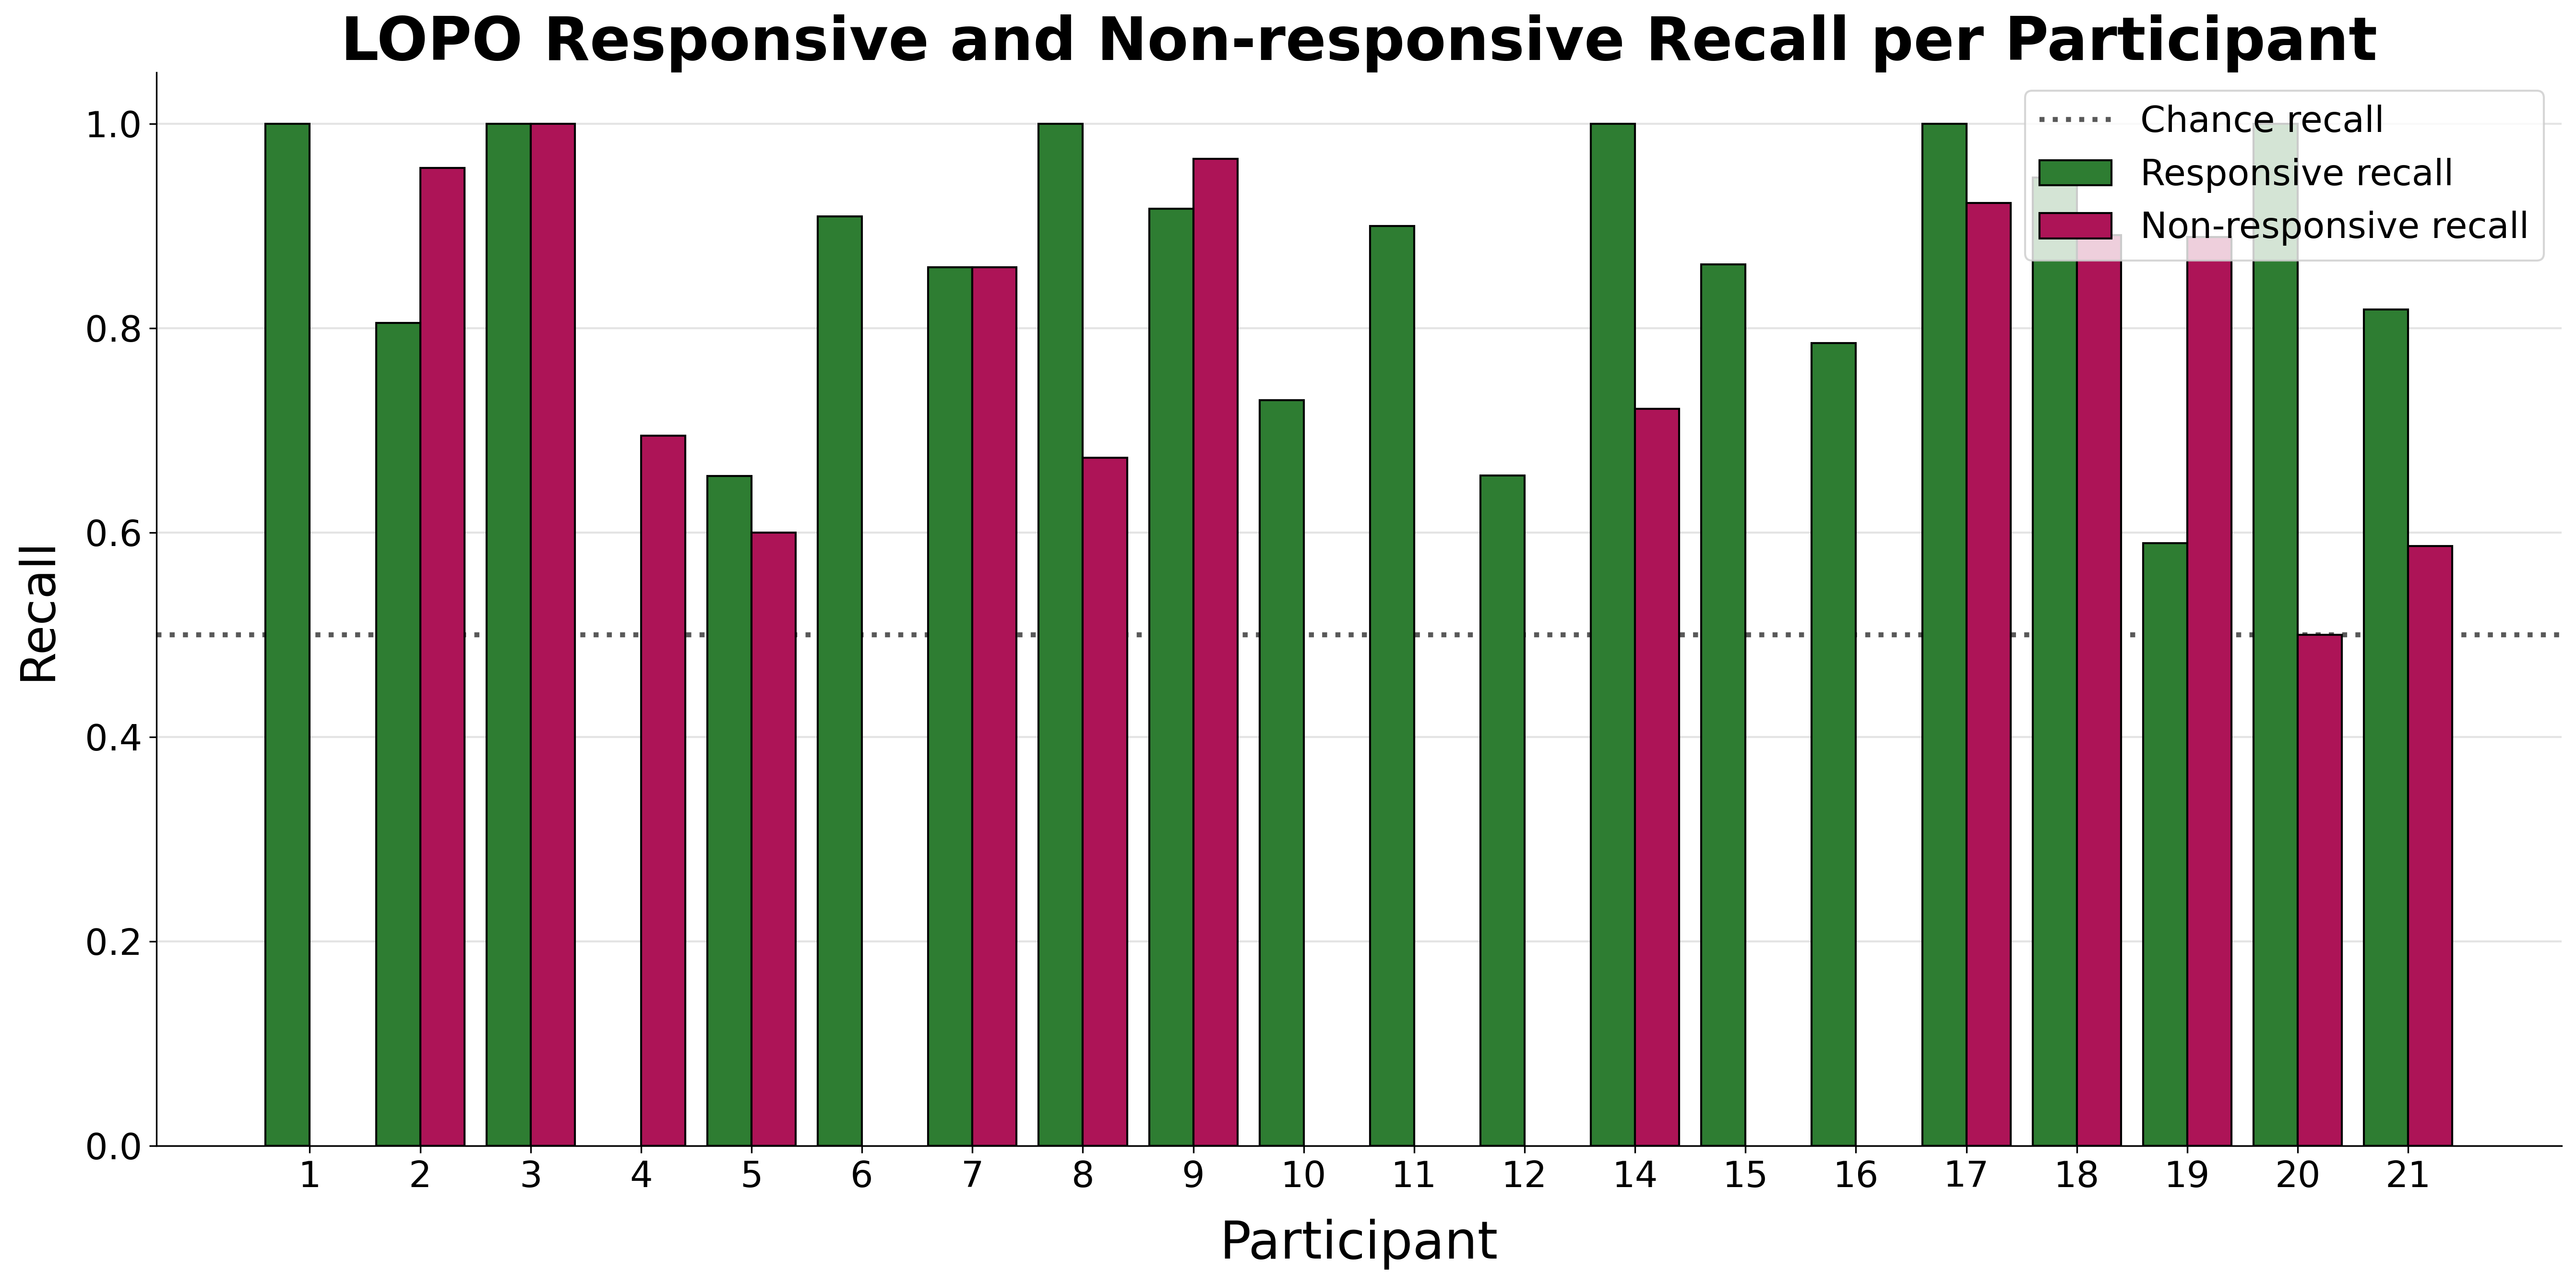 LOPO Responsive and Non-responsive Recall per Participant
Chance recall
Responsive recall
Non-responsive recall
Recall
1.0
0.8
0.6
0.4
0.2
0.0
1 2 3 4 5 6 7 8 9 10 11 12 14 15 16 17 18 19 20 21
Participant